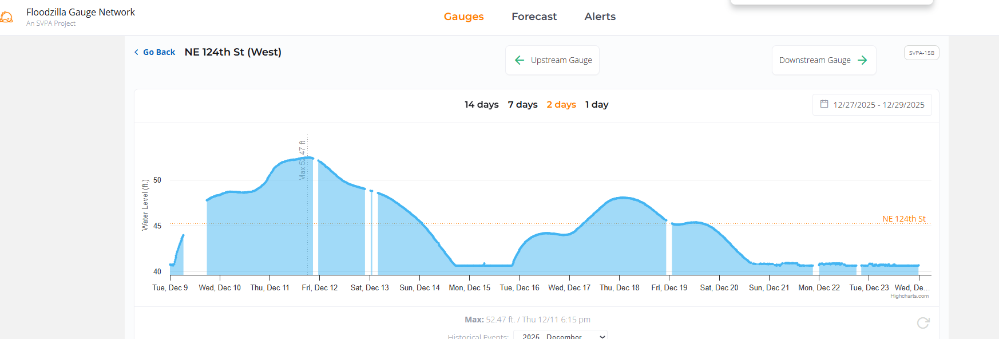 Floodzilla Gauge Network
An SVPA Project
Gauges Forecast Alerts
Go Back NE 124th St (West)
Upstream Gauge
Downstream Gauge
SVPA-15B
14 days 7 days 2 days 1 day
12/27/2025 - 12/29/2025
Max 52.47 ft
Water Level (ft.)
50
45
40
NE 124th St
Tue, Dec 9 Wed, Dec 10 Thu, Dec 11 Fri, Dec 12 Sat, Dec 13 Sun, Dec 14 Mon, Dec 15 Tue, Dec 16 Wed, Dec 17 Thu, Dec 18 Fri, Dec 19 Sat, Dec 20 Sun, Dec 21 Mon, Dec 22 Tue, Dec 23 Wed, De...
Highcharts.com
Max: 52.47 ft. / Thu 12/11 6:15 pm
Historical Events: 2025 December